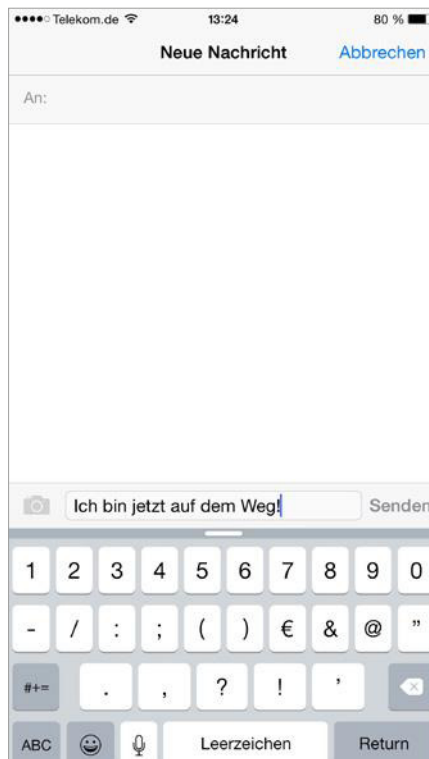 Telekom.de 13:24 80 %
Neue Nachricht Abbrechen
An:
Ich bin jetzt auf dem Weg! Senden
1 2 3 4 5 6 7 8 9 0
- / : ; ( ) € & @ "
#+= . , ? ! '
ABC Leerzeichen Return